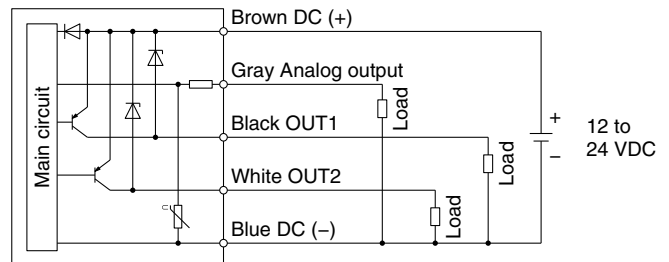 Brown DC (+)
Gray Analog output
Main circuit
Load
Black OUT1
Load
+
−
12 to
24 VDC
White OUT2
Load
Blue DC (−)